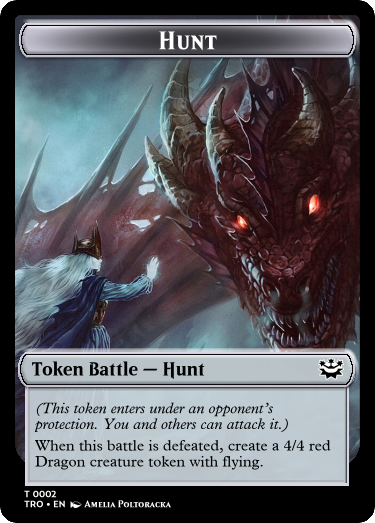 Hunt
Token Battle — Hunt
(This token enters under an opponent's
protection. You and others can attack it.)
When this battle is defeated, create a 4/4 red
Dragon creature token with flying.
T 0002
TRO • EN Amelia Poltoracka